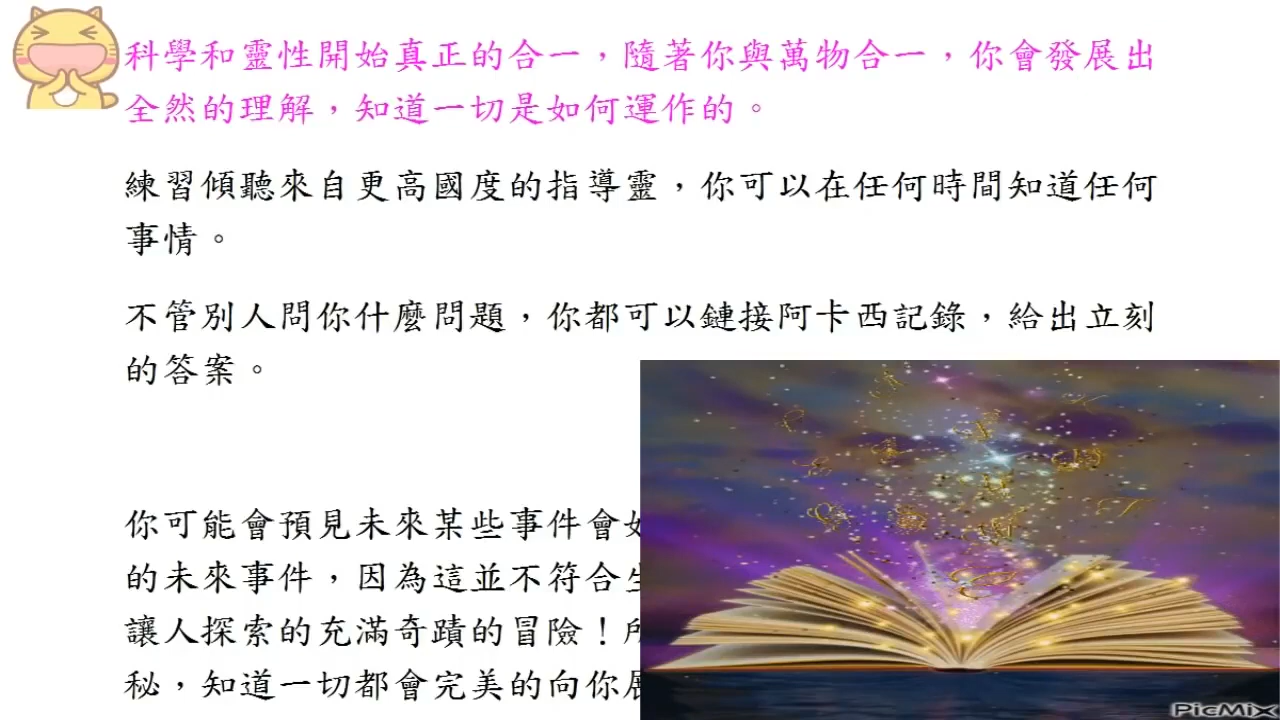 科學和靈性開始真正的合一，隨著你與萬物合一，你會發展出
全然的理解，知道一切是如何運作的。
練習傾聽來自更高國度的指導靈，你可以在任何時間知道任何
事情。
不管別人問你什麼問題，你都可以鏈接阿卡西記錄，給出立刻
的答案。
你可能會預見未來某些事件會
的未來事件，因為這並不符合
讓人探索的充滿奇蹟的冒險！
秘，知道一切都會完美的向你
PicMix